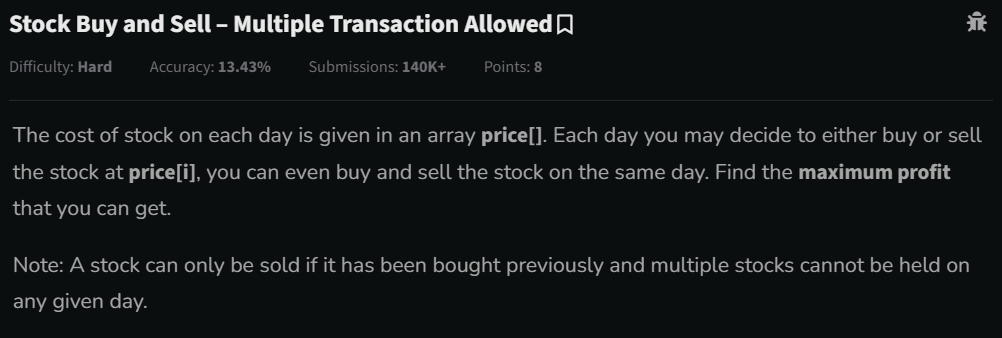 Stock Buy and Sell – Multiple Transaction Allowed
Difficulty: Hard Accuracy: 13.43% Submissions: 140K+ Points: 8
The cost of stock on each day is given in an array price[]. Each day you may decide to either buy or sell
the stock at price[i], you can even buy and sell the stock on the same day. Find the maximum profit
that you can get.
Note: A stock can only be sold if it has been bought previously and multiple stocks cannot be held on
any given day.